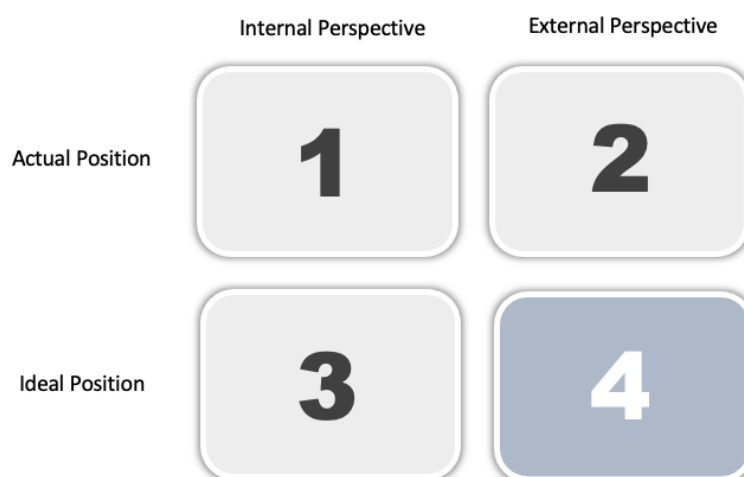 Internal Perspective External Perspective
Actual Position 1 2
Ideal Position 3 4